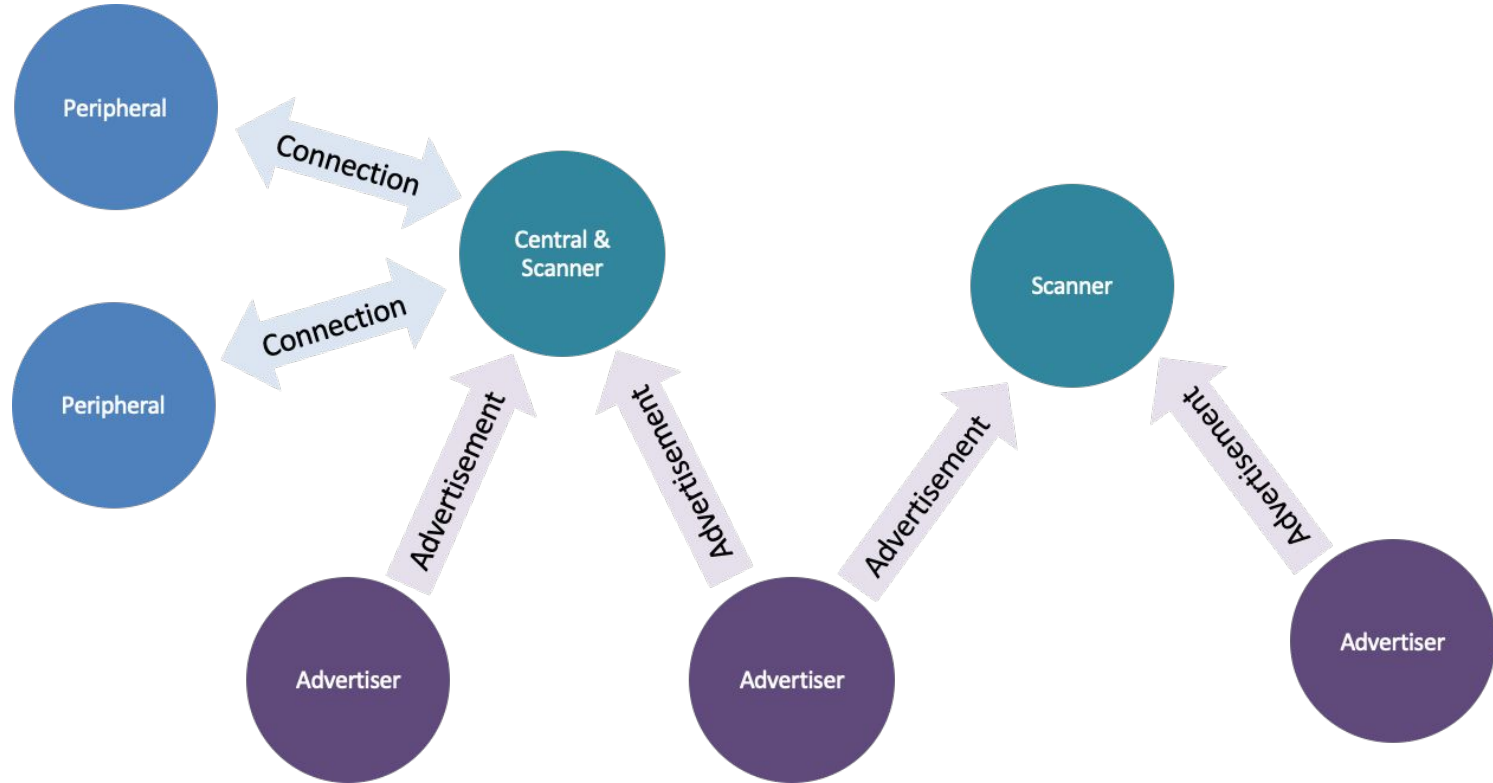 Peripheral
Connection
Central &
Scanner
Scanner
Connection
Peripheral
Advertisement
Advertisement
Advertisement
Advertisement
Advertiser
Advertiser
Advertiser